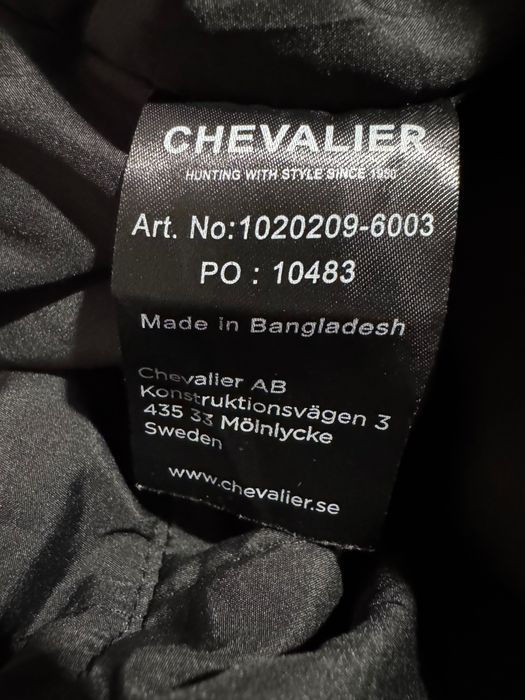 CHEVALIER
HUNTING WITH STYLE SINCE 1950
Art. No:1020209-6003
PO : 10483
Made in Bangladesh
Chevalier AB
Konstruktionsvägen 3
435 33 Mölnlycke
Sweden
www.chevalier.se